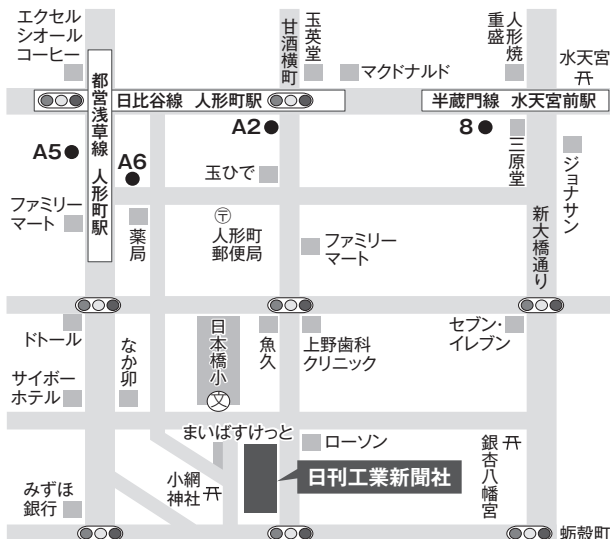 エクセル
シオール
コーヒー
甘酒横町
玉英堂
マクドナルド
人形焼
重盛
水天宮
都営浅草線 人形町駅
日比谷線 人形町駅
半蔵門線 水天宮前駅
A5
A6
A2
8
三原堂
ジョナサン
玉ひで
ファミリー
マート
薬局
〒
人形町
郵便局
ファミリー
マート
新大橋通り
ドトール
なか卯
日本橋小
文
魚久
上野歯科
クリニック
セブン・
イレブン
サイボー
ホテル
まいばすけっと
ローソン
銀杏八幡宮
小網
神社
日刊工業新聞社
みずほ
銀行
蛎殻町